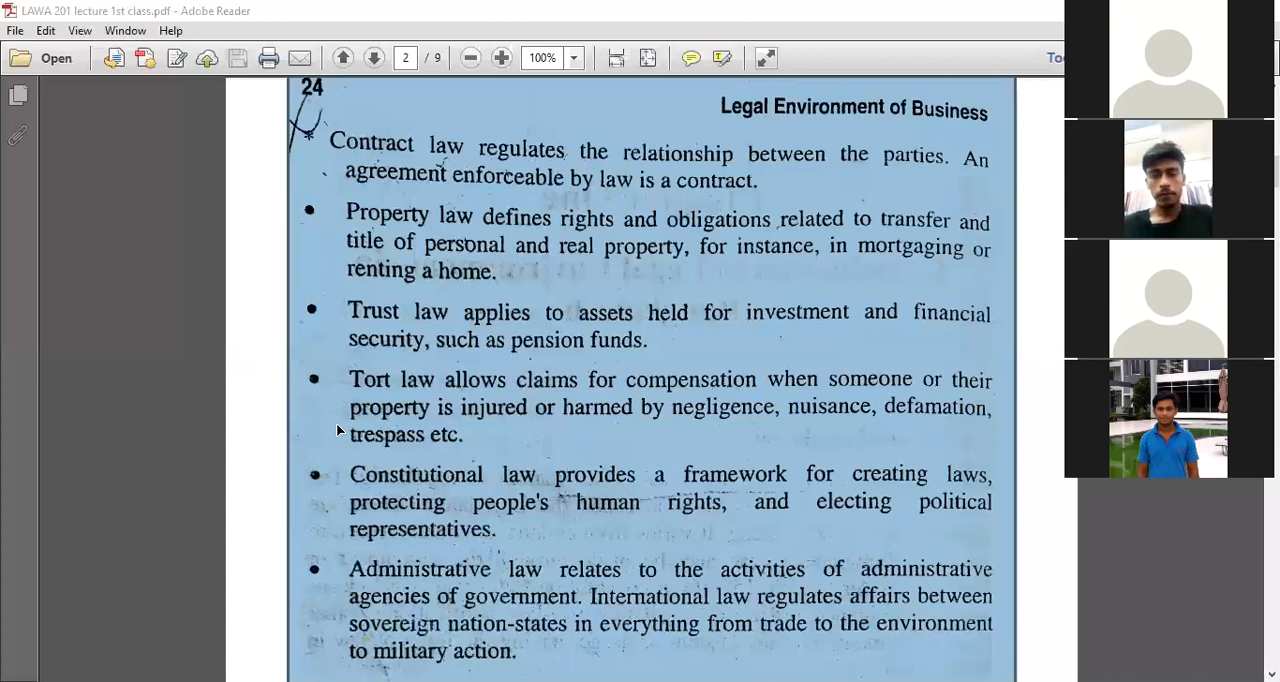 LAWA 201 lecture 1st class.pdf - Adobe Reader
File Edit View Window Help
Open 2 / 9 100%
24
Legal Environment of Business
* Contract law regulates the relationship between the parties. An
agreement enforceable by law is a contract.
• Property law defines rights and obligations related to transfer and
title of personal and real property, for instance, in mortgaging or
renting a home.
• Trust law applies to assets held for investment and financial
security, such as pension funds.
• Tort law allows claims for compensation when someone or their
property is injured or harmed by negligence, nuisance, defamation,
trespass etc.
• Constitutional law provides a framework for creating laws,
protecting people's human rights, and electing political
representatives.
• Administrative law relates to the activities of administrative
agencies of government. International law regulates affairs between
sovereign nation-states in everything from trade to the environment
to military action.